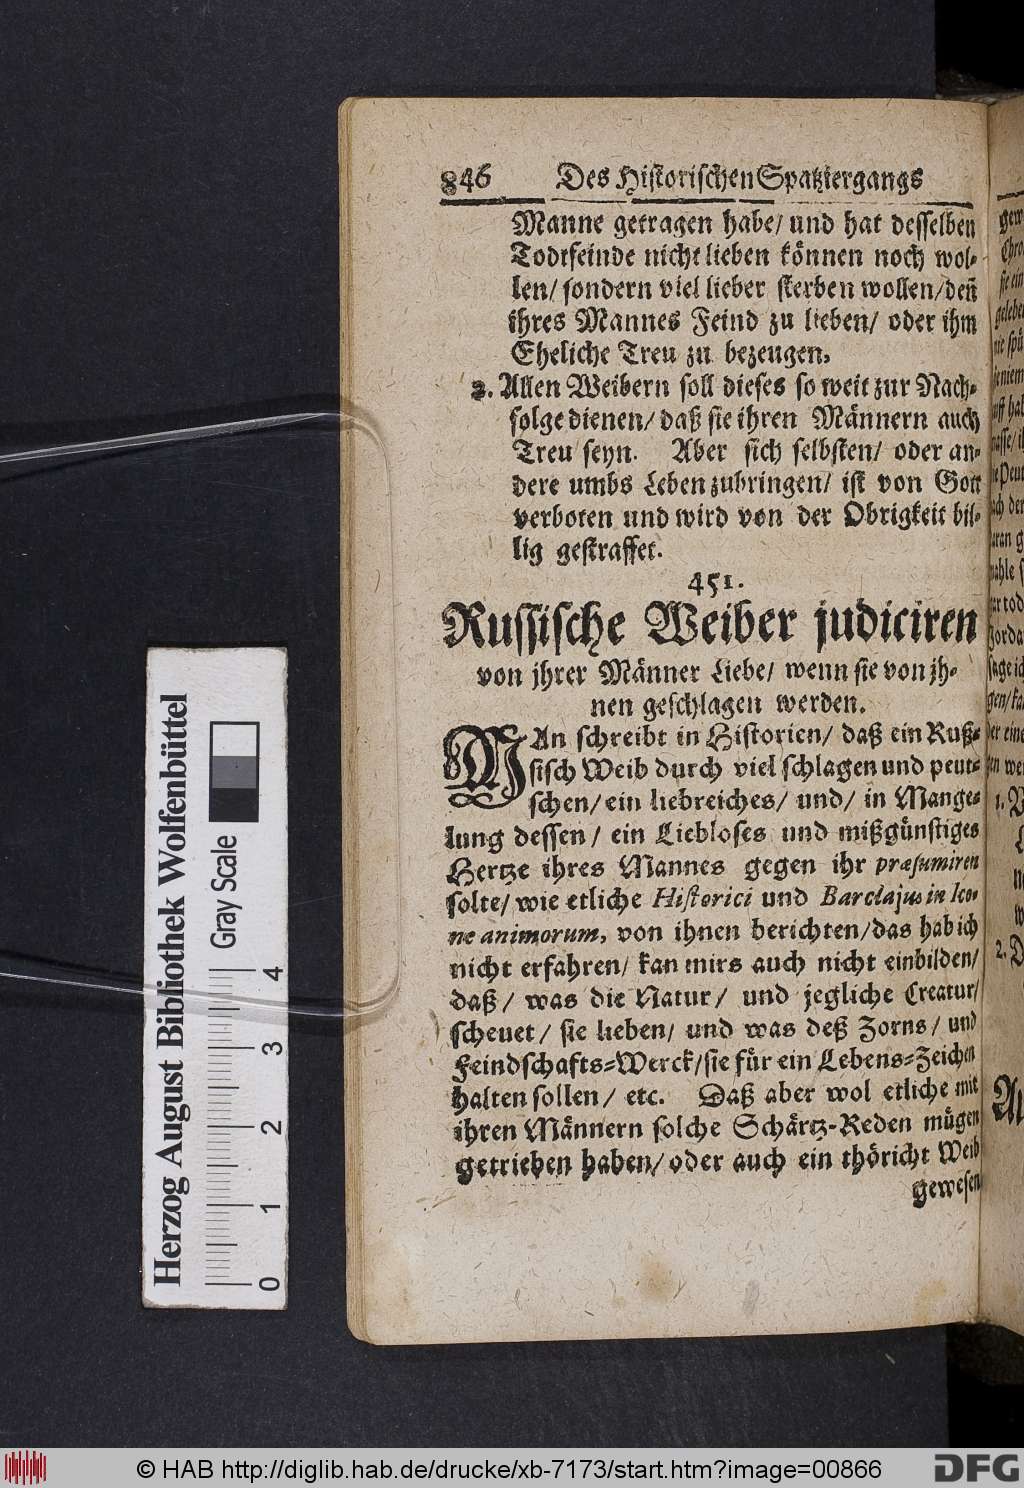 846 Des Historischen Spatziergangs
Manne getragen habe/ und hat desselben
Todtfeinde nicht lieben können noch wol-
len/ sondern viel lieber sterben wollen/ deñ
ihres Mannes Feind zu lieben/ oder ihm
Eheliche Treu zu bezeugen.
2. Allen Weibern soll dieses so weit zur Nach-
folge dienen/ daß sie ihren Männern auch
Treu seyn. Aber sich selbsten/ oder an-
dere umbs Leben zubringen/ ist von Gott
verboten und wird von der Obrigkeit bil-
lig gestraffet.
451.
Russische Weiber judiciren
von jhrer Männer Liebe/ wenn sie von jh-
nen geschlagen werden.
MAn schreibt in Historien/ daß ein Ruß-
sisch Weib durch viel schlagen und peut-
schen/ ein liebreiches/ und/ in Mange-
lung dessen/ ein Liebloses und mißgünstiges
Hertze ihres Mannes gegen ihr præsumiren
solte/ wie etliche Historici und Barclajus in Ico-
ne animorum, von ihnen berichten/ das hab ich
nicht erfahren/ kan mirs auch nicht einbilden/
daß/ was die Natur/ und jegliche Creatur/
scheuet/ sie lieben/ und was deß Zorns/ und
Feindschafts-Werck/ sie für ein Lebens-Zeichen
halten sollen/ etc. Daß aber wol etliche mit
ihren Männern solche Schärtz-Reden mügen
getrieben haben/ oder auch ein thöricht Weib
gewesen
Herzog August Bibliothek Wolfenbüttel
Gray Scale
0 1 2 3 4
© HAB http://diglib.hab.de/drucke/xb-7173/start.htm?image=00866
DFG